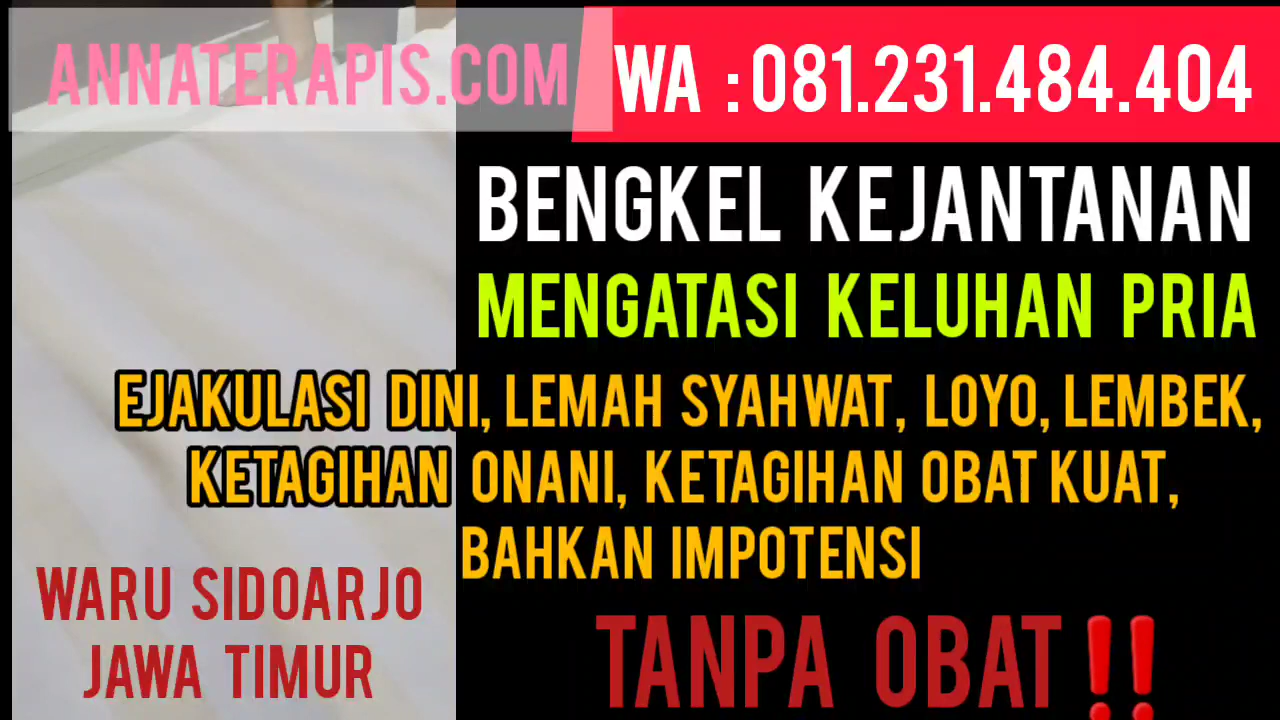 ANNATERAPIS.COM
WA : 081.231.484.404
BENGKEL KEJANTANAN
MENGATASI KELUHAN PRIA
EJAKULASI DINI, LEMAH SYAHWAT, LOYO, LEMBEK,
KETAGIHAN ONANI, KETAGIHAN OBAT KUAT,
BAHKAN IMPOTENSI
WARU SIDOARJO
JAWA TIMUR
TANPA OBAT‼